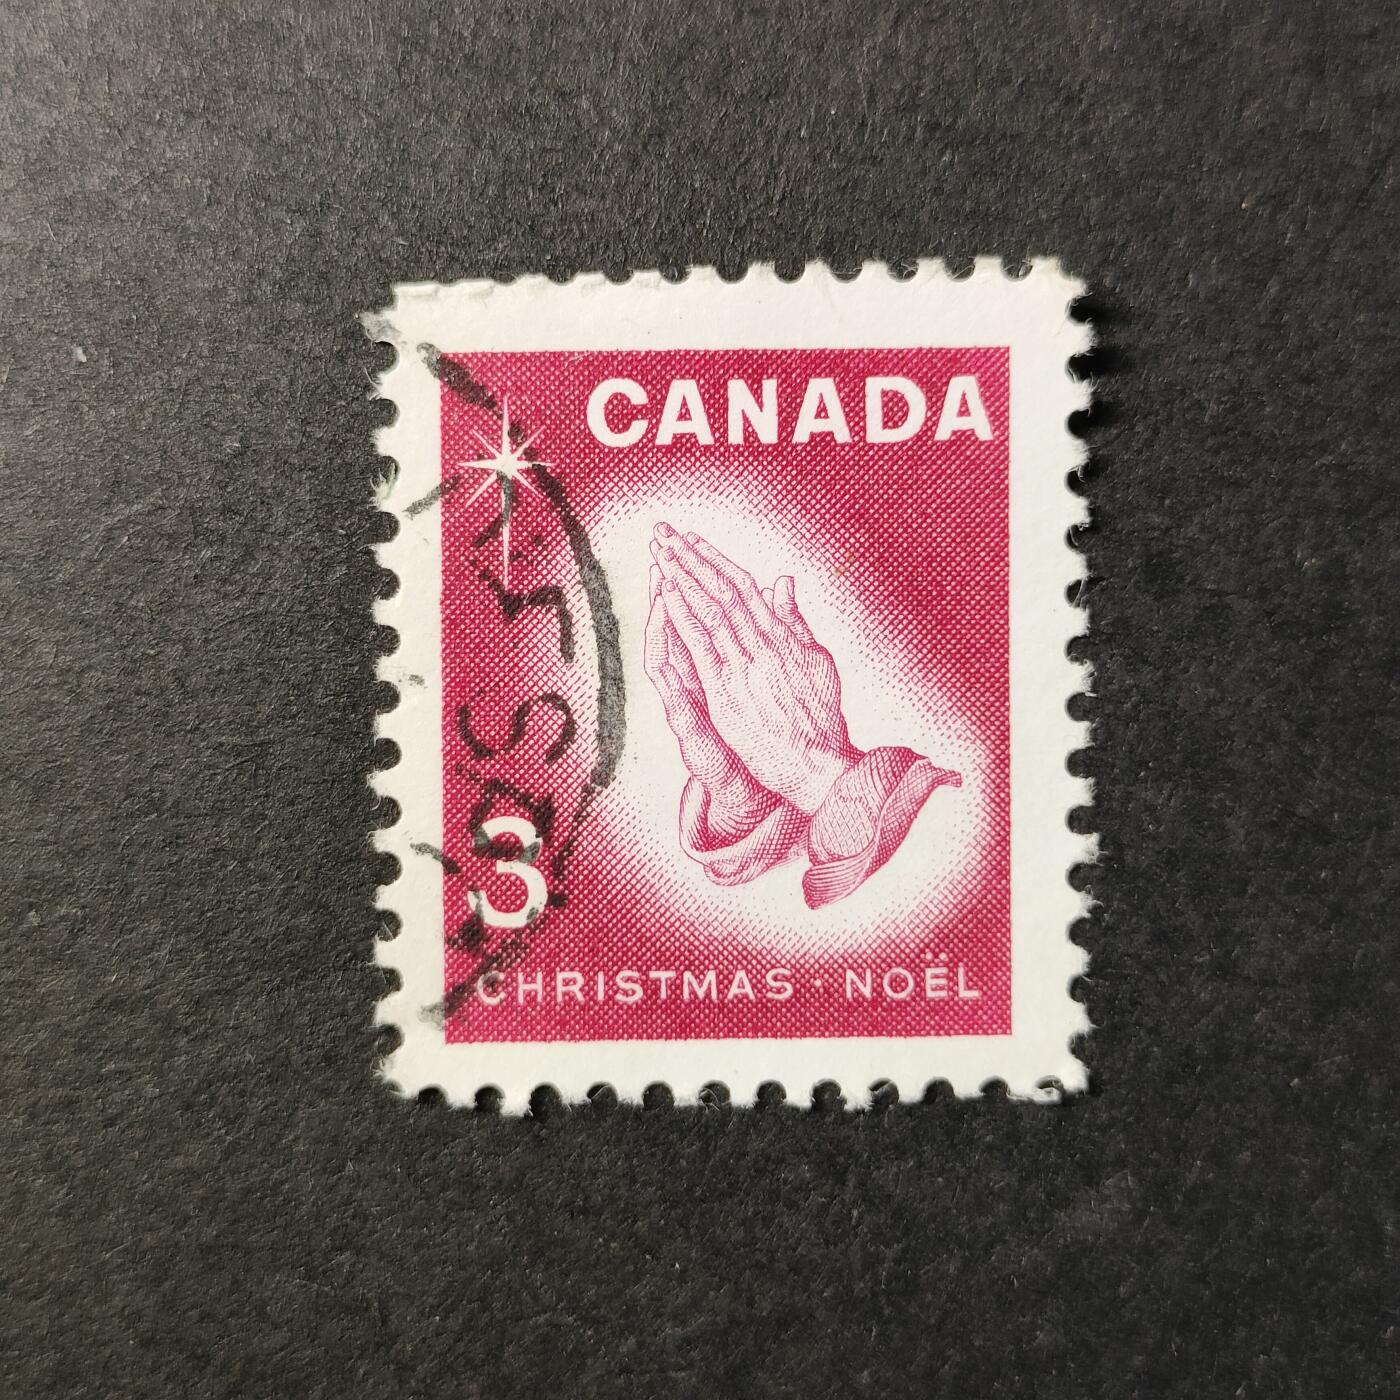 CANADA
3
CHRISTMAS · NOËL